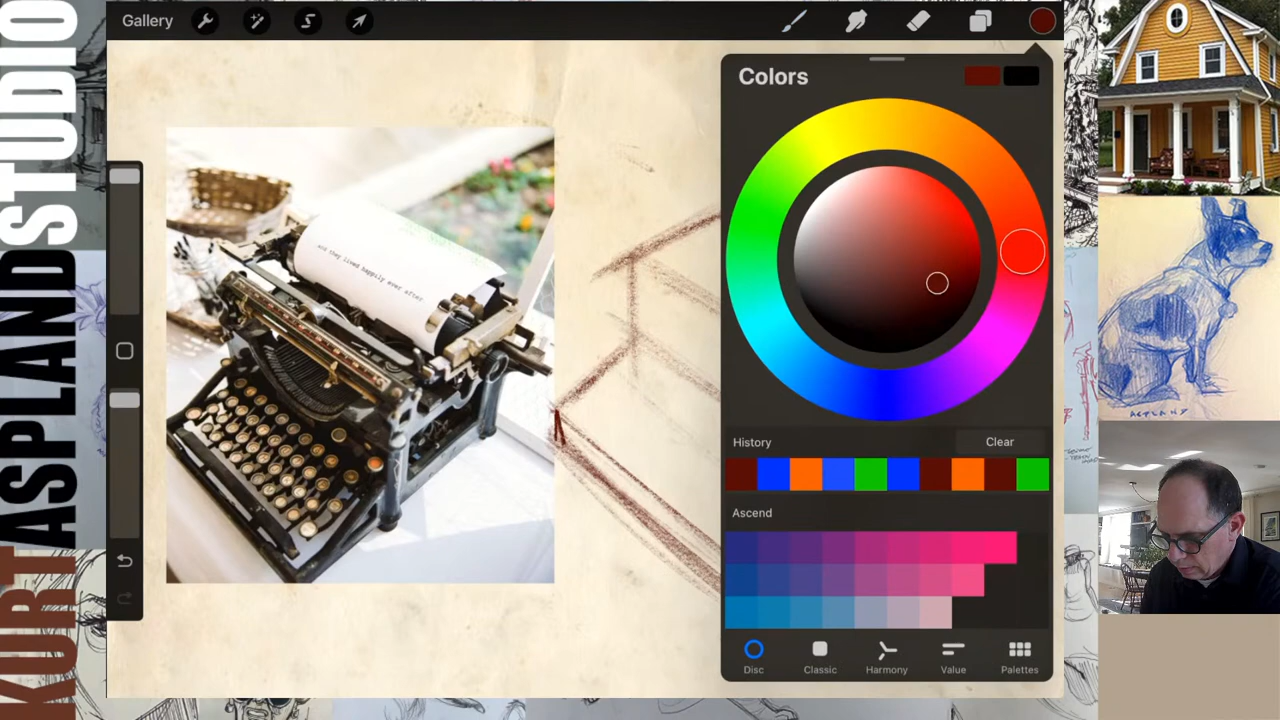 KURT ASPLAND STUDIO
Gallery
Colors
and they lived happily ever after
History
Clear
Ascend
Disc
Classic
Harmony
Value
Palettes